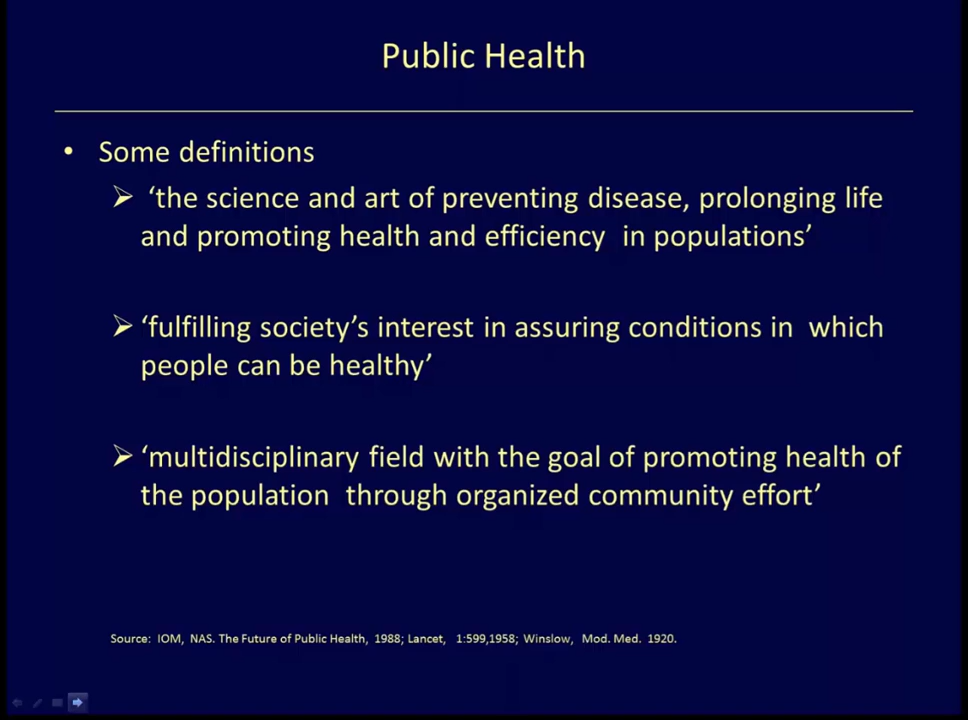 Public Health
• Some definitions
➢ ‘the science and art of preventing disease, prolonging life
and promoting health and efficiency in populations’
➢ ‘fulfilling society’s interest in assuring conditions in which
people can be healthy’
➢ ‘multidisciplinary field with the goal of promoting health of
the population through organized community effort’
Source: IOM, NAS. The Future of Public Health, 1988; Lancet, 1:599,1958; Winslow, Mod. Med. 1920.